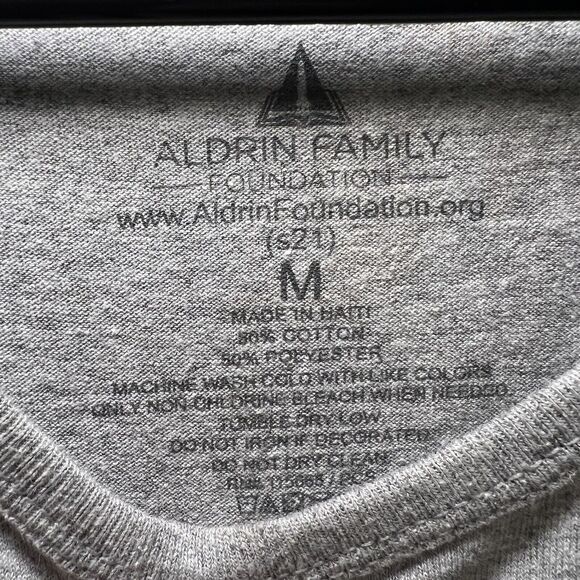 ALDRIN FAMILY
FOUNDATION
www.AldrinFoundation.org
(s21)
M
MADE IN HAITI
COTTON
50% POLYESTER
MACHINE WASH COLD WITH LIKE COLORS
ONLY NON-CHLORINE BLEACH WHEN NEEDED
TUMBLE DRY LOW
DO NOT IRON IF DECORATED
DO NOT DRY CLEAN